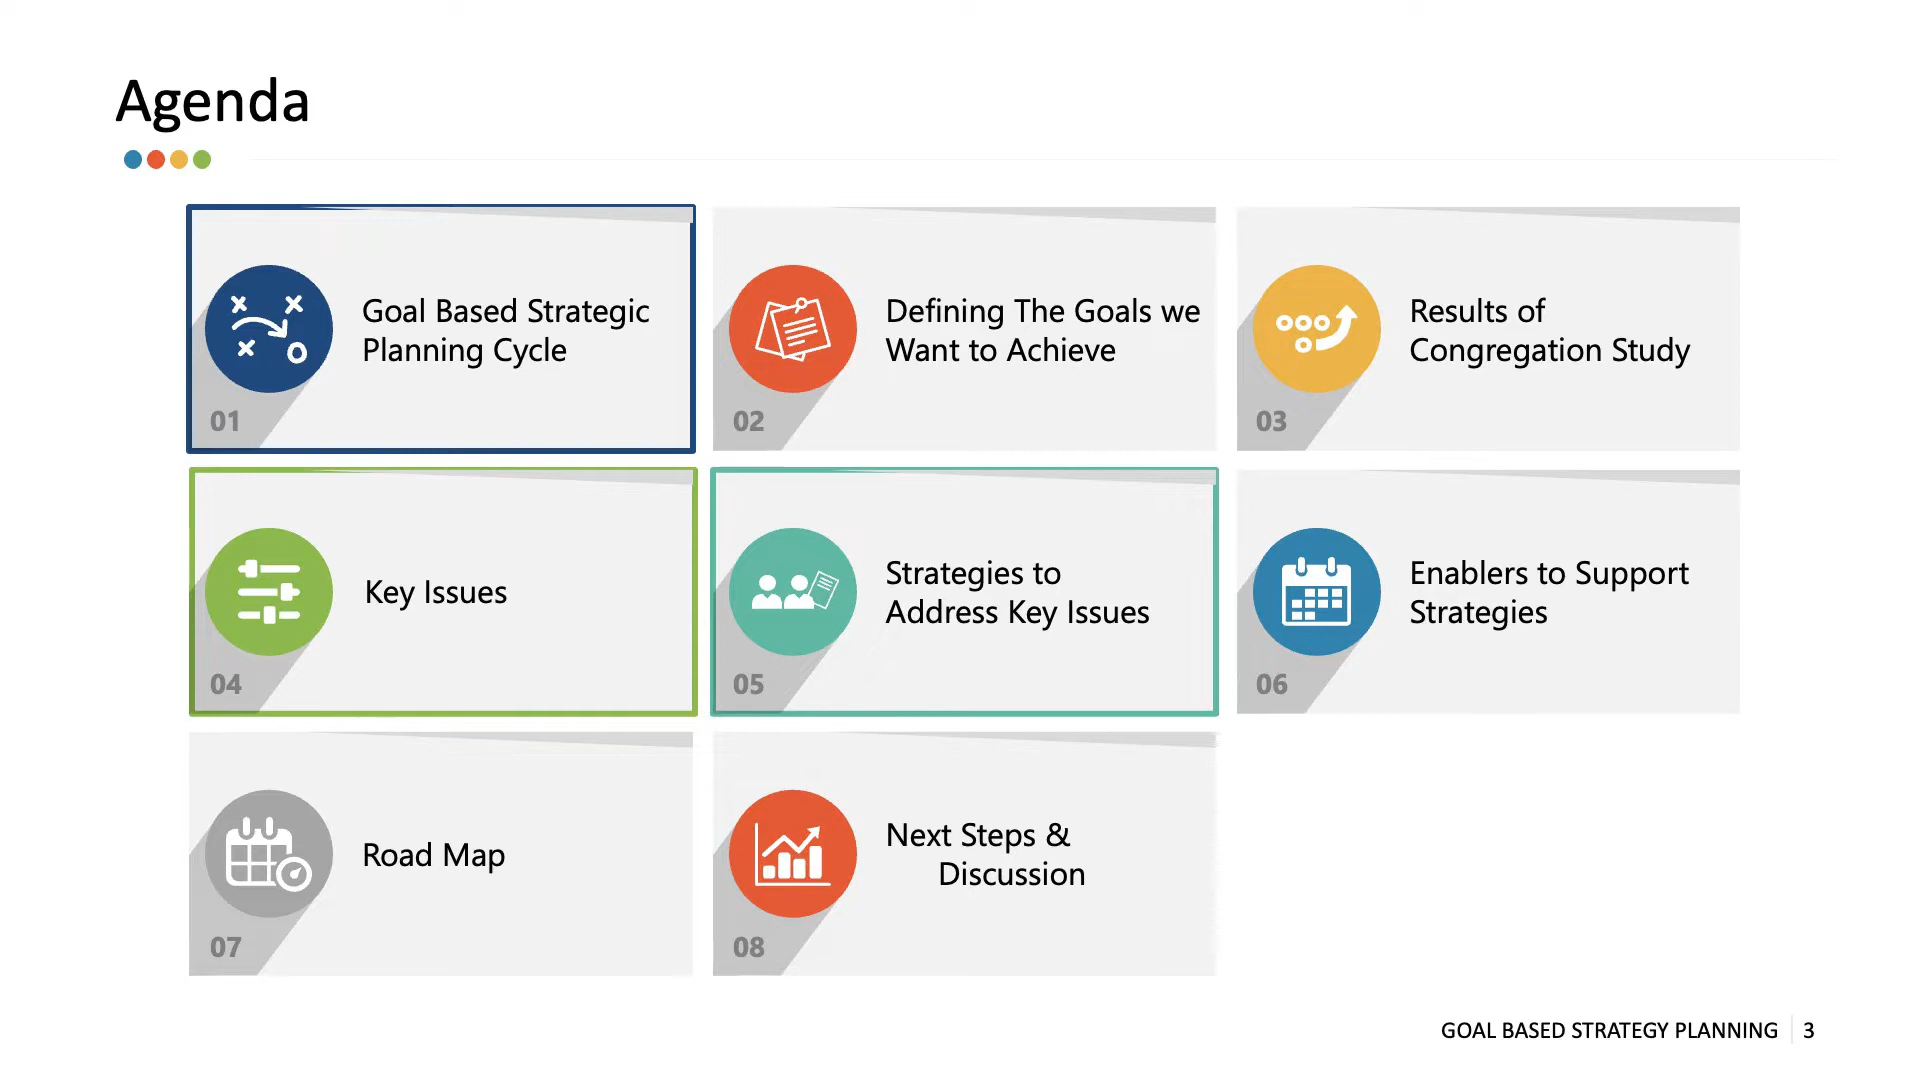 Agenda
Goal Based Strategic
Planning Cycle
01
Defining The Goals we
Want to Achieve
02
Results of
Congregation Study
03
Key Issues
04
Strategies to
Address Key Issues
05
Enablers to Support
Strategies
06
Road Map
07
Next Steps &
Discussion
08
GOAL BASED STRATEGY PLANNING 3